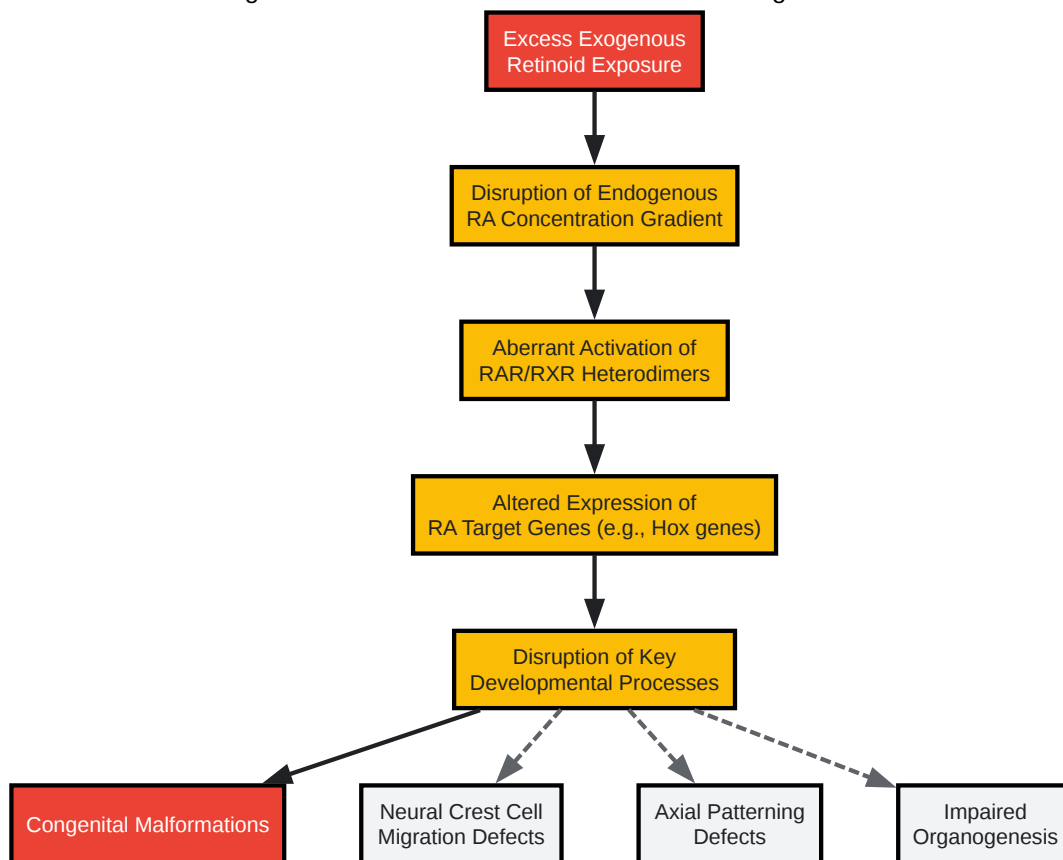 Excess Exogenous
Retinoid Exposure
Disruption of Endogenous
RA Concentration Gradient
Aberrant Activation of
RAR/RXR Heterodimers
Altered Expression of
RA Target Genes (e.g., Hox genes)
Disruption of Key
Developmental Processes
Congenital Malformations
Neural Crest Cell
Migration Defects
Axial Patterning
Defects
Impaired
Organogenesis